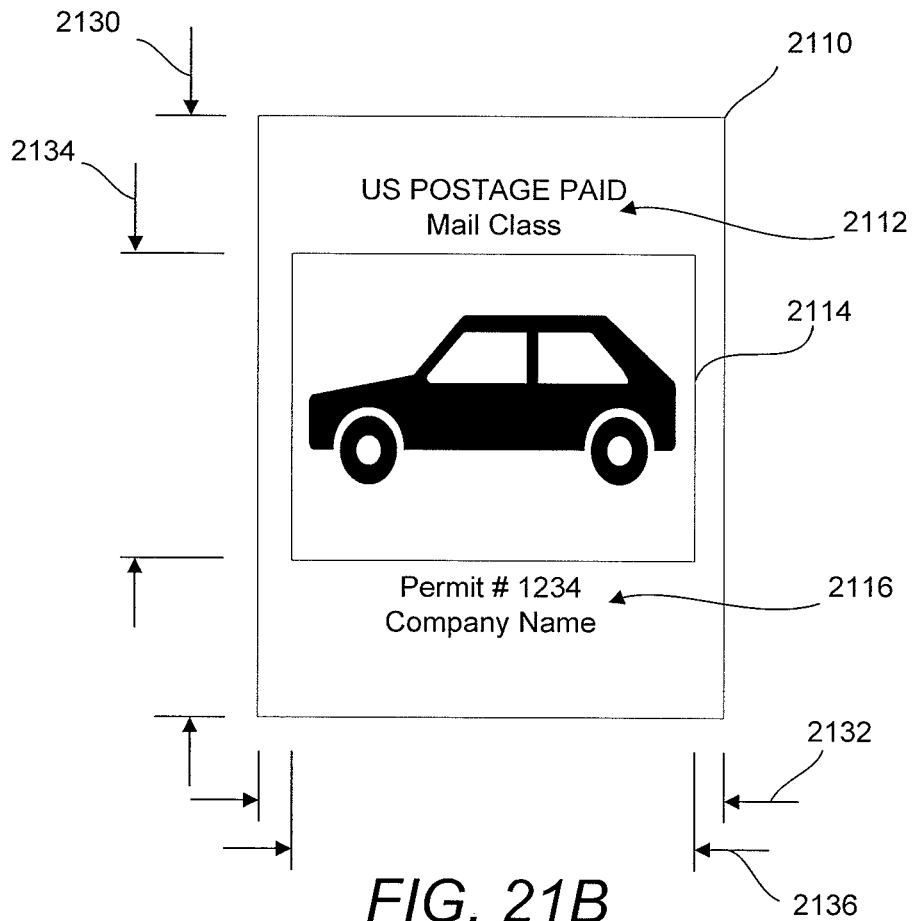 2130
2110
2134
US POSTAGE PAID
Mail Class
2112
2114
Permit # 1234
Company Name
2116
2132
2136
FIG. 21B